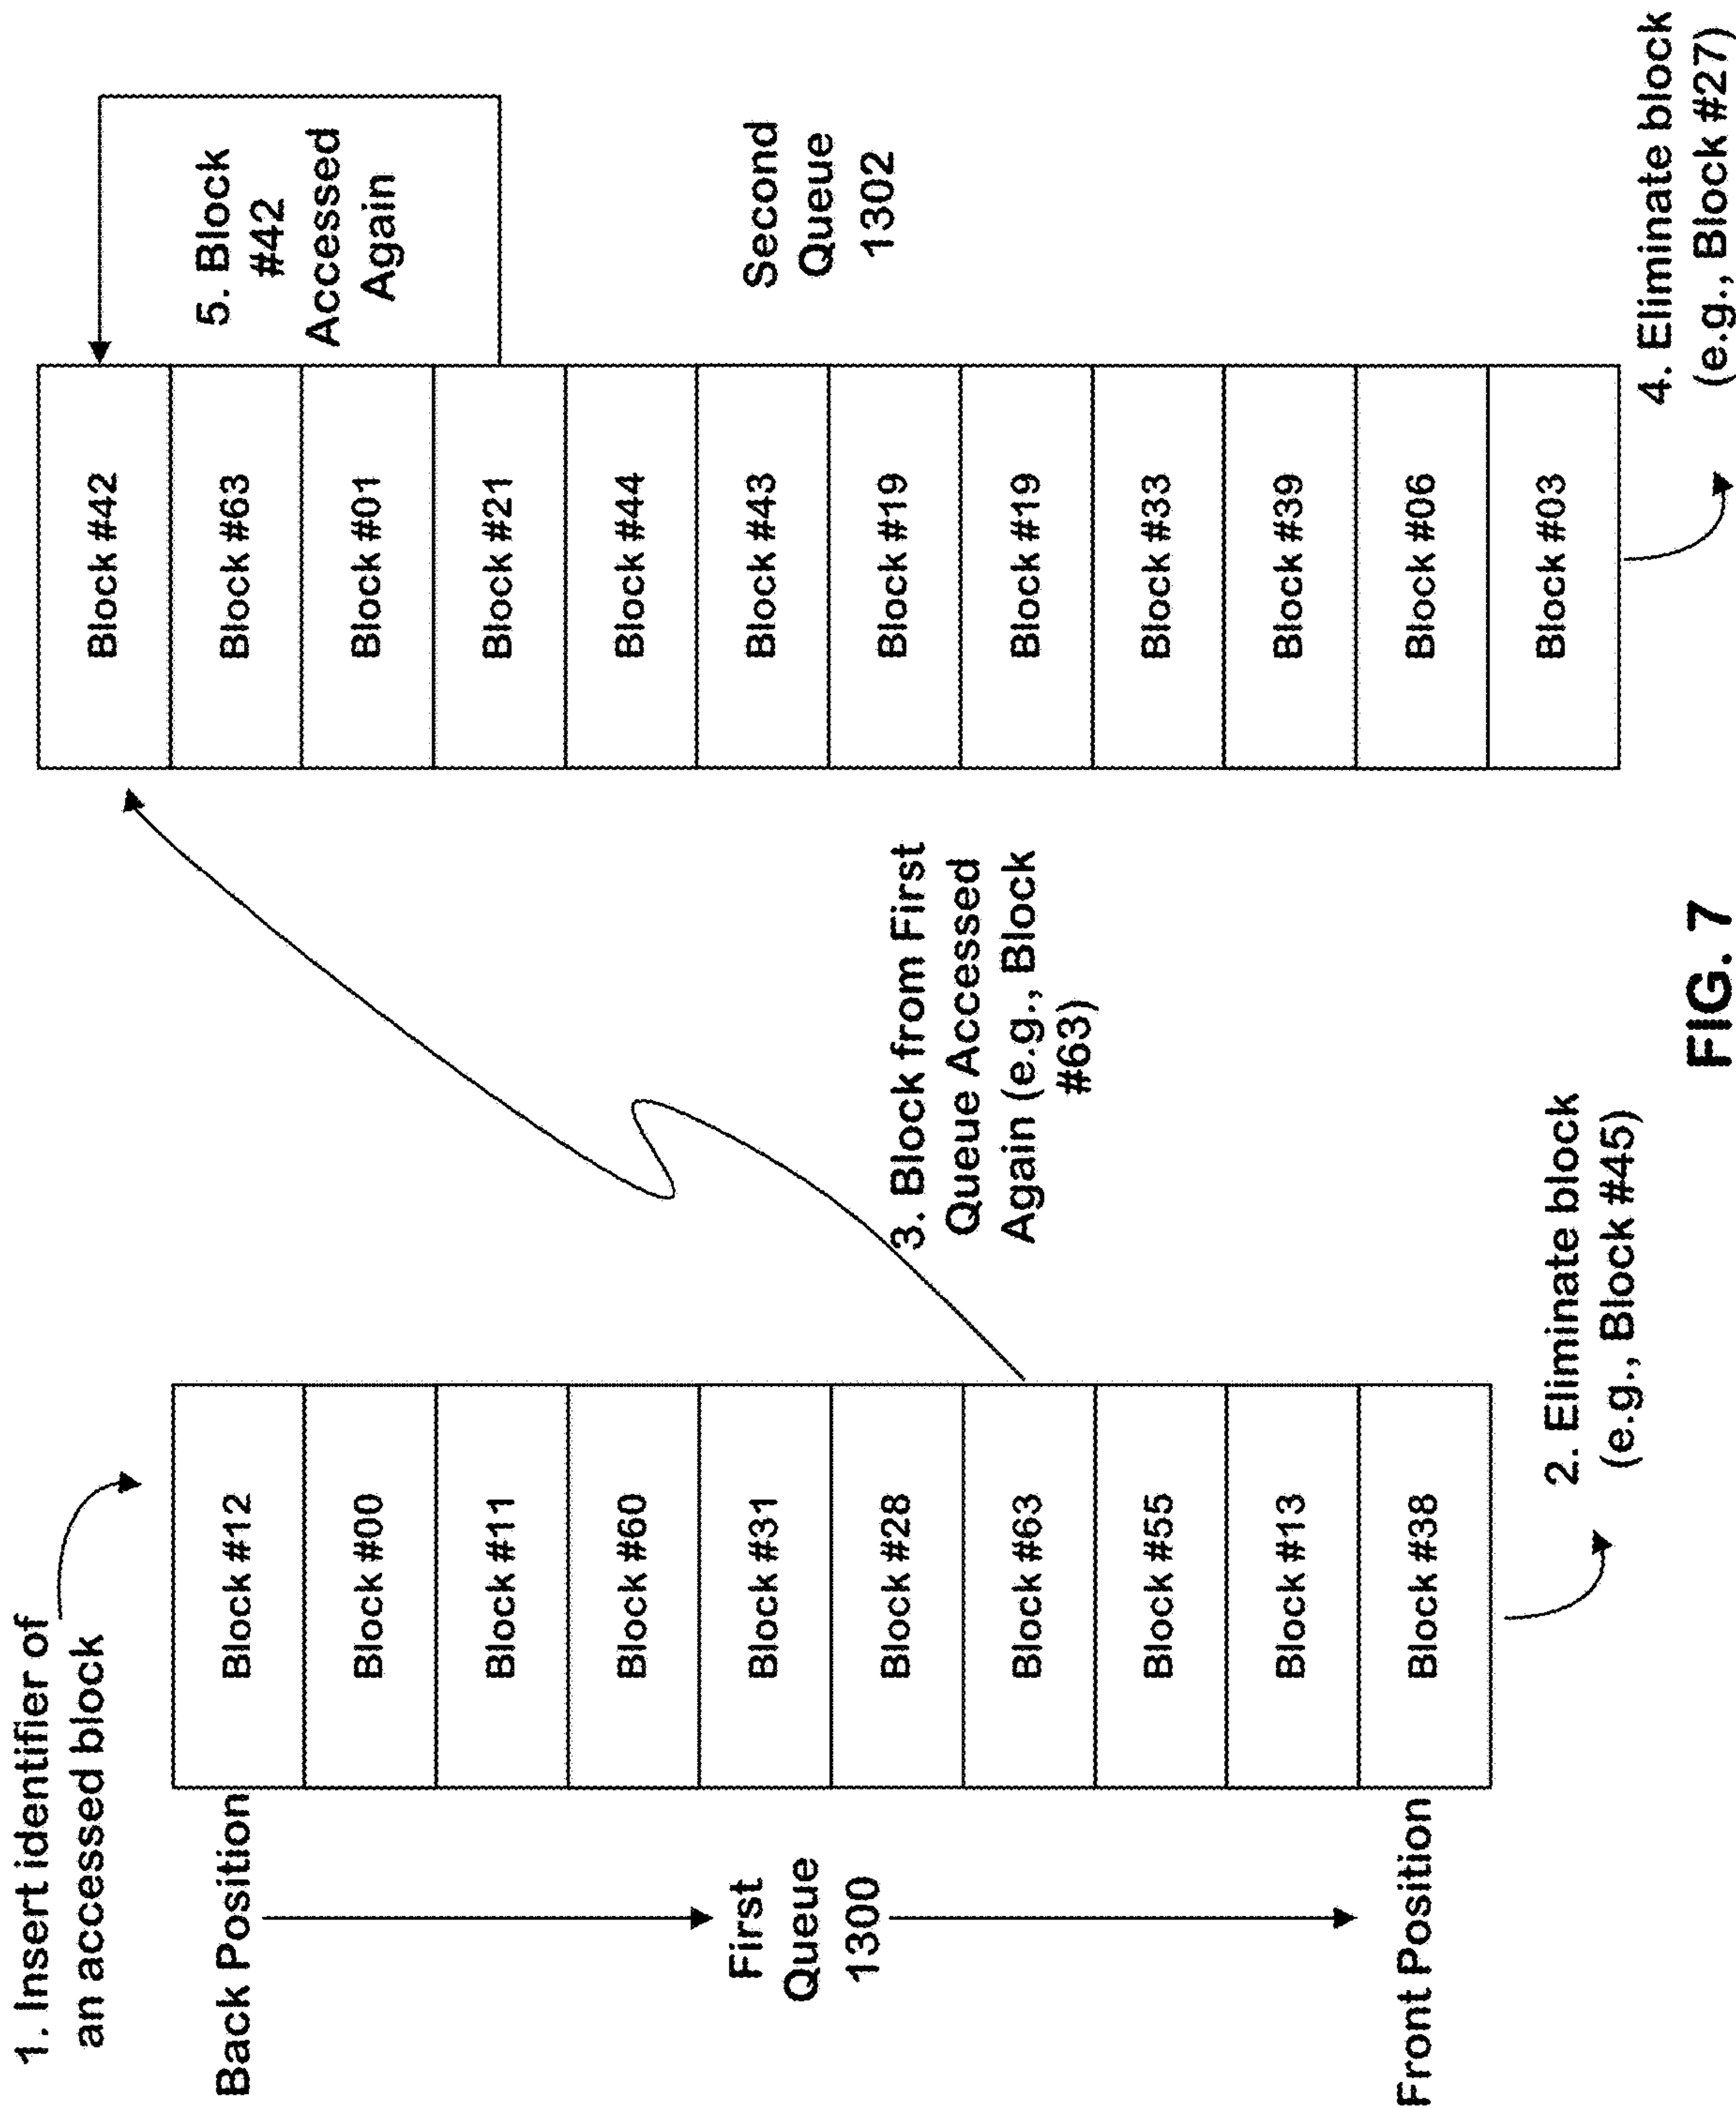 1. Insert identifier of
an accessed block
Back Position
First
Queue
1300
Front Position
Block #12
Block #00
Block #11
Block #60
Block #31
Block #28
Block #63
Block #55
Block #13
Block #38
2. Eliminate block
(e.g., Block #45)
3. Block from First
Queue Accessed
Again (e.g., Block
#63)
Block #42
Block #63
Block #01
Block #21
Block #44
Block #43
Block #19
Block #19
Block #33
Block #39
Block #06
Block #03
5. Block
#42
Accessed
Again
Second
Queue
1302
4. Eliminate block
(e.g., Block #27)
FIG. 7